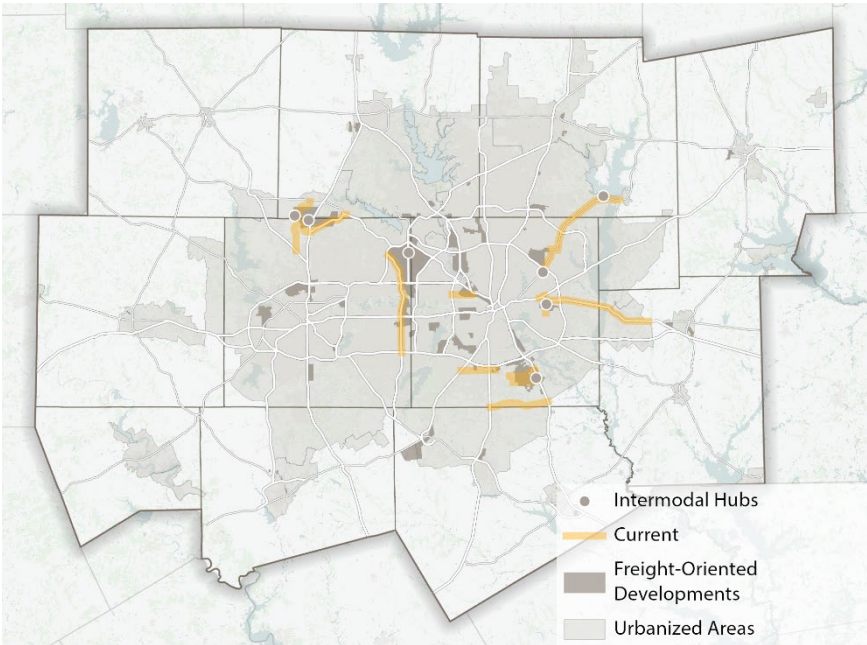 Intermodal Hubs
Current
Freight-Oriented
Developments
Urbanized Areas